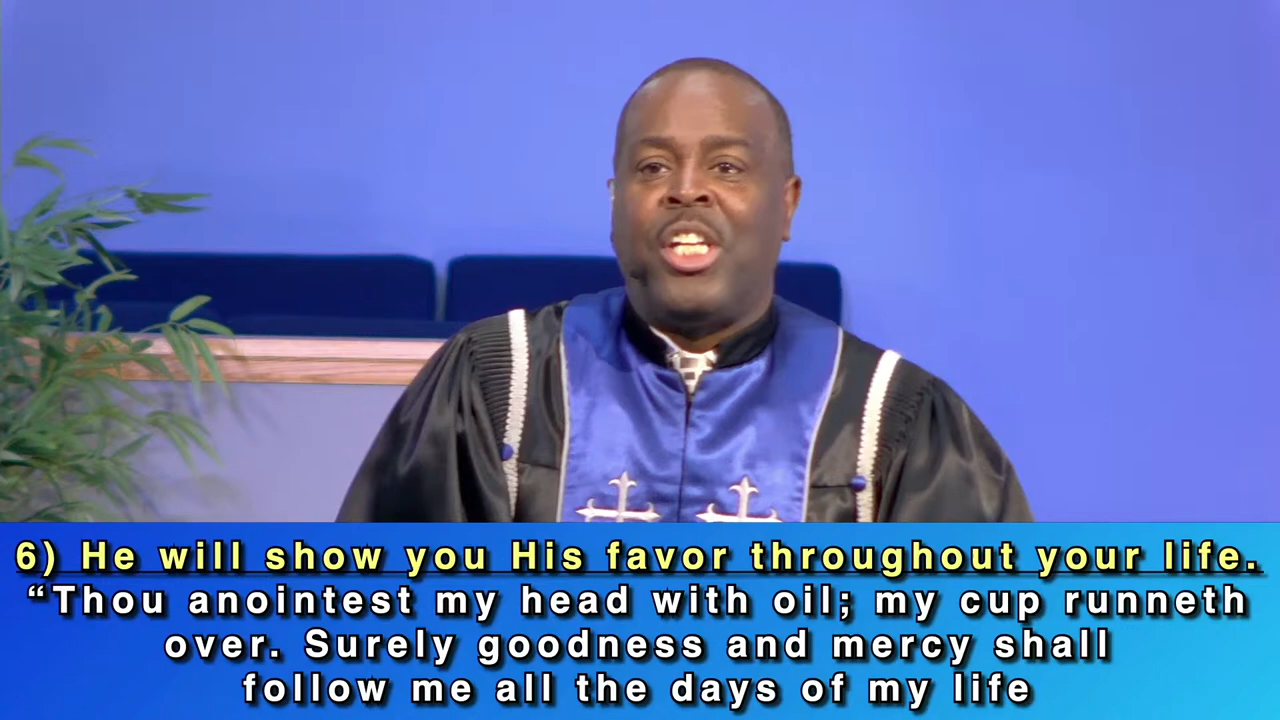 6) He will show you His favor throughout your life.
“Thou anointest my head with oil; my cup runneth
over. Surely goodness and mercy shall
follow me all the days of my life